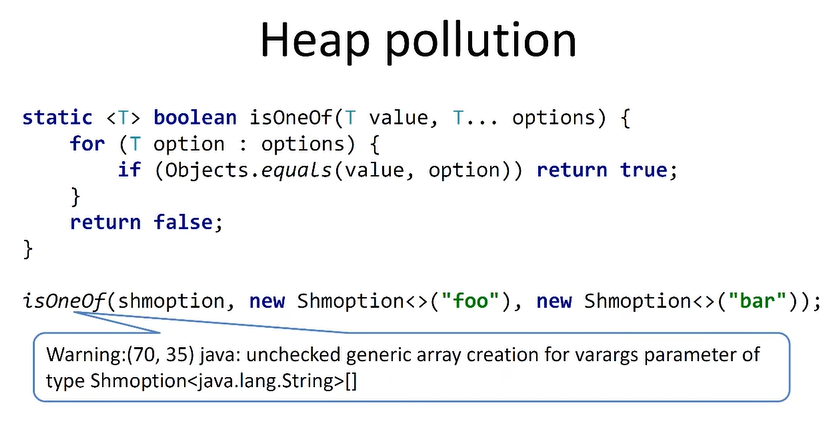 Heap pollution
static <T> boolean isOneOf(T value, T... options) {
for (T option : options) {
if (Objects.equals(value, option)) return true;
}
return false;
}
isOneOf(shmoption, new Shmoption<>("foo"), new Shmoption<>("bar"));
Warning:(70, 35) java: unchecked generic array creation for varargs parameter of
type Shmoption<java.lang.String>[]